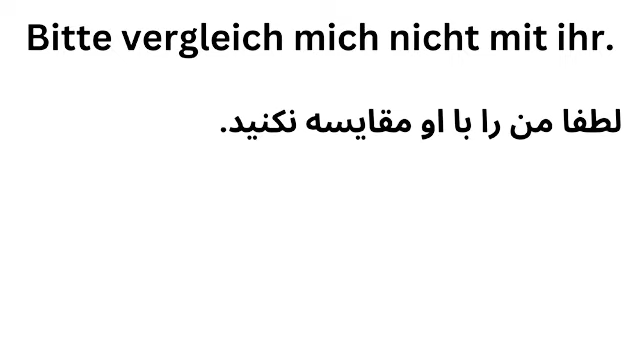 Bitte vergleich mich nicht mit ihr.
لطفا من را با او مقایسه نکنید.